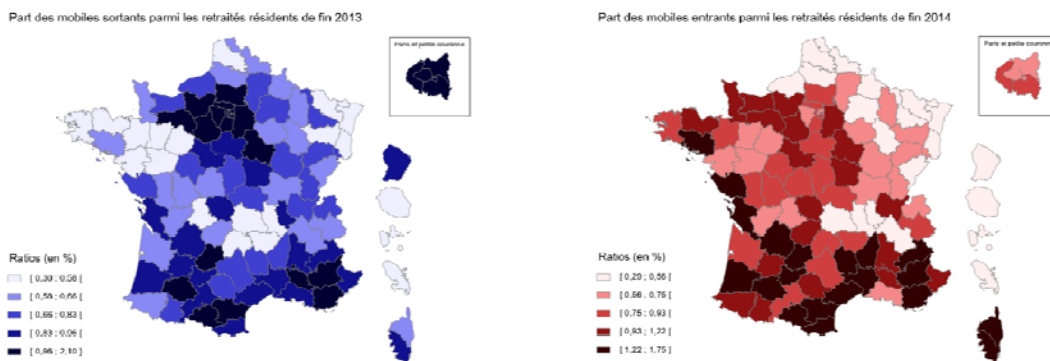 Part des mobiles sortants parmi les retraités résidents de fin 2013
Paris et petite couronne
Ratios (en %)
[ 0,30 ; 0,58 [
[ 0,58 ; 0,66 [
[ 0,66 ; 0,83 [
[ 0,83 ; 0,96 [
[ 0,96 ; 2,10 [
Part des mobiles entrants parmi les retraités résidents de fin 2014
Paris et petite couronne
Ratios (en %)
[ 0,29 ; 0,56 [
[ 0,56 ; 0,75 [
[ 0,75 ; 0,93 [
[ 0,93 ; 1,22 [
[ 1,22 ; 1,75 [